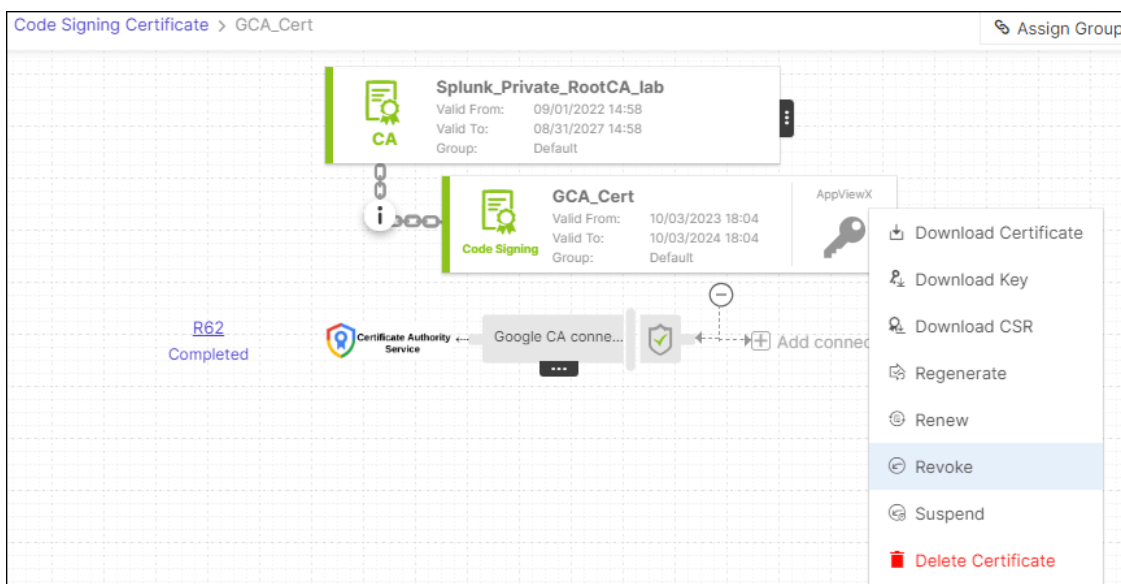 Code Signing Certificate > GCA_Cert
Assign Group
Splunk_Private_RootCA_lab
Valid From: 09/01/2022 14:58
Valid To: 08/31/2027 14:58
Group: Default
CA
GCA_Cert
Valid From: 10/03/2023 18:04
Valid To: 10/03/2024 18:04
Group: Default
Code Signing
AppViewX
i
R62
Completed
Certificate Authority
Service
Google CA conne...
Add connec
Download Certificate
Download Key
Download CSR
Regenerate
Renew
Revoke
Suspend
Delete Certificate